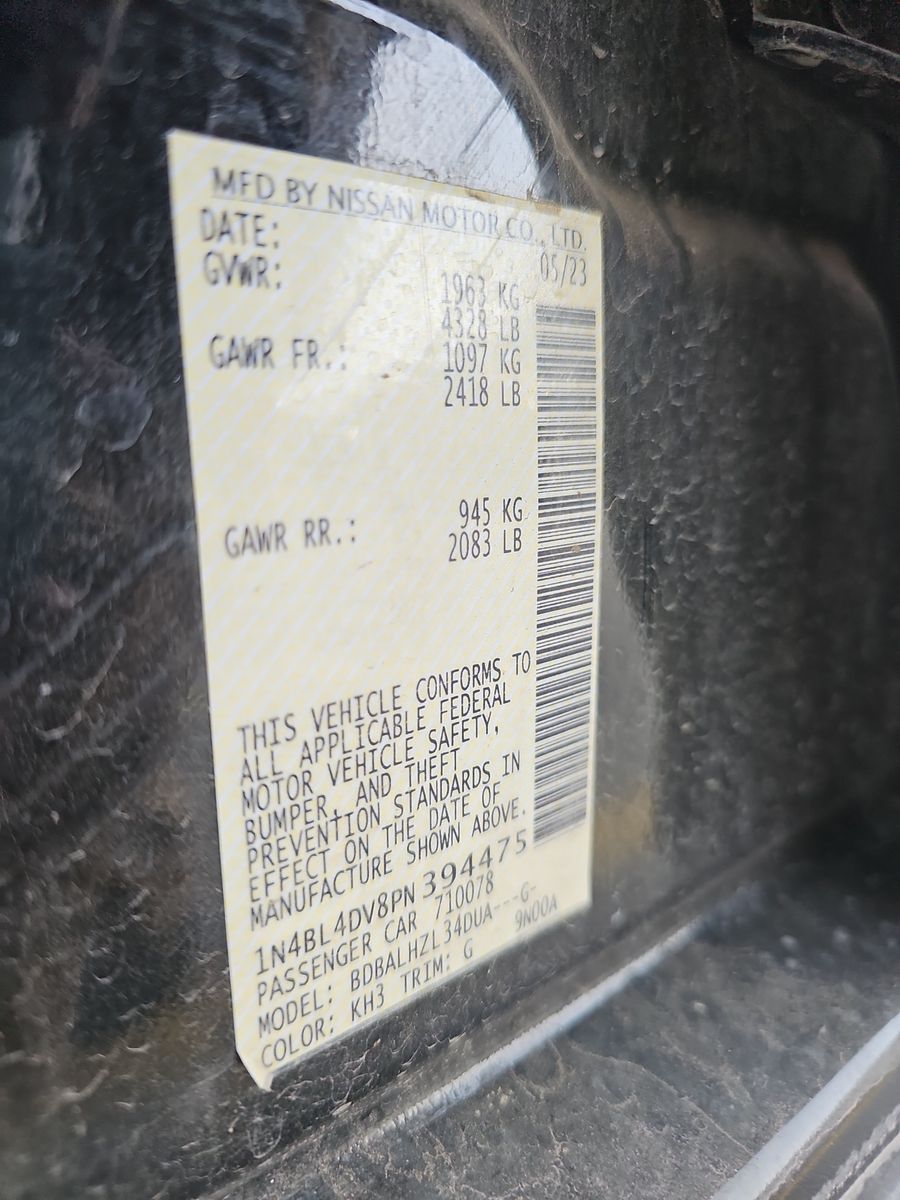 MFD BY NISSAN MOTOR CO., LTD.
DATE: 05/23
GVWR: 1963 KG
4328 LB
GAWR FR.: 1097 KG
2418 LB
GAWR RR.: 945 KG
2083 LB
THIS VEHICLE CONFORMS TO
ALL APPLICABLE FEDERAL
MOTOR VEHICLE SAFETY,
BUMPER, AND THEFT
PREVENTION STANDARDS IN
EFFECT ON THE DATE OF
MANUFACTURE SHOWN ABOVE.
1N4BL4DV8PN394475
PASSENGER CAR 710078
MODEL: BDBALHZL34DUA---G-
COLOR: KH3 TRIM: G 9N00A